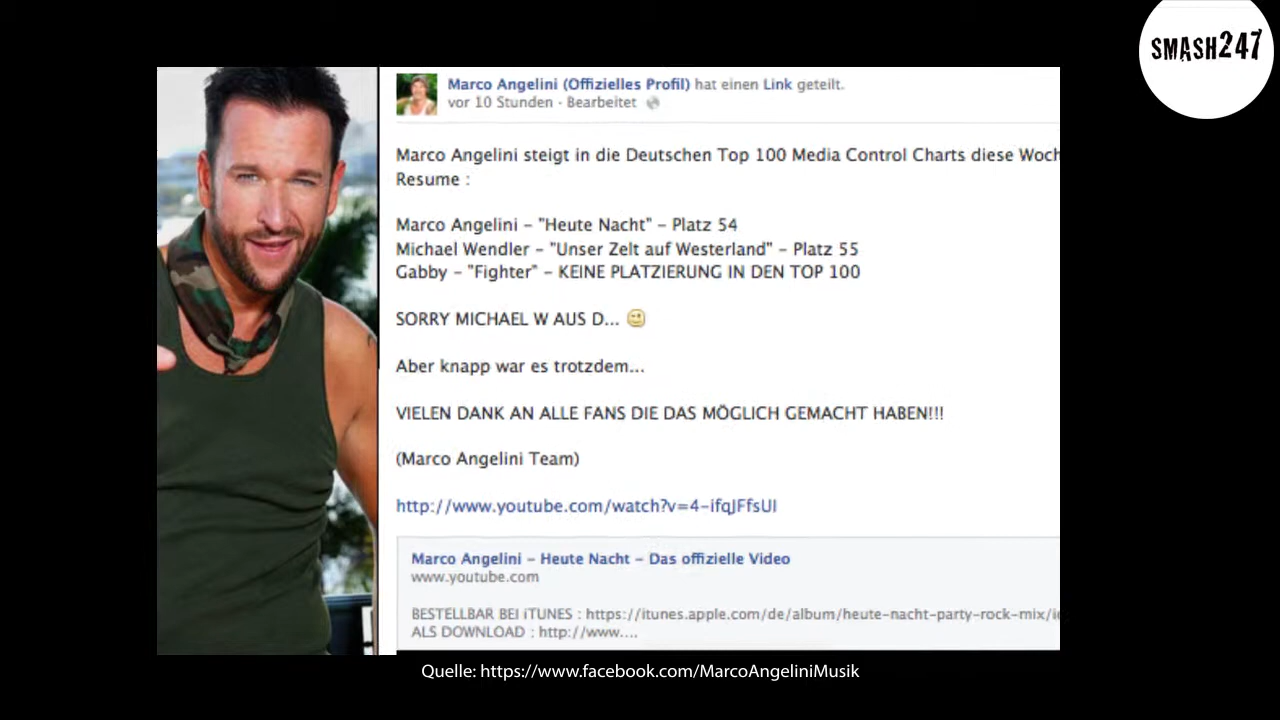 SMASH247
Marco Angelini (Offizielles Profil) hat einen Link geteilt.
vor 10 Stunden · Bearbeitet
Marco Angelini steigt in die Deutschen Top 100 Media Control Charts diese Woch
Resume :
Marco Angelini – "Heute Nacht" – Platz 54
Michael Wendler – "Unser Zelt auf Westerland" – Platz 55
Gabby – "Fighter" – KEINE PLATZIERUNG IN DEN TOP 100
SORRY MICHAEL W AUS D...
Aber knapp war es trotzdem...
VIELEN DANK AN ALLE FANS DIE DAS MÖGLICH GEMACHT HABEN!!!
(Marco Angelini Team)
http://www.youtube.com/watch?v=4-ifqJFfsUI
Marco Angelini – Heute Nacht – Das offizielle Video
www.youtube.com
BESTELLBAR BEI iTUNES : https://itunes.apple.com/de/album/heute-nacht-party-rock-mix/i
ALS DOWNLOAD : http://www....
Quelle: https://www.facebook.com/MarcoAngeliniMusik